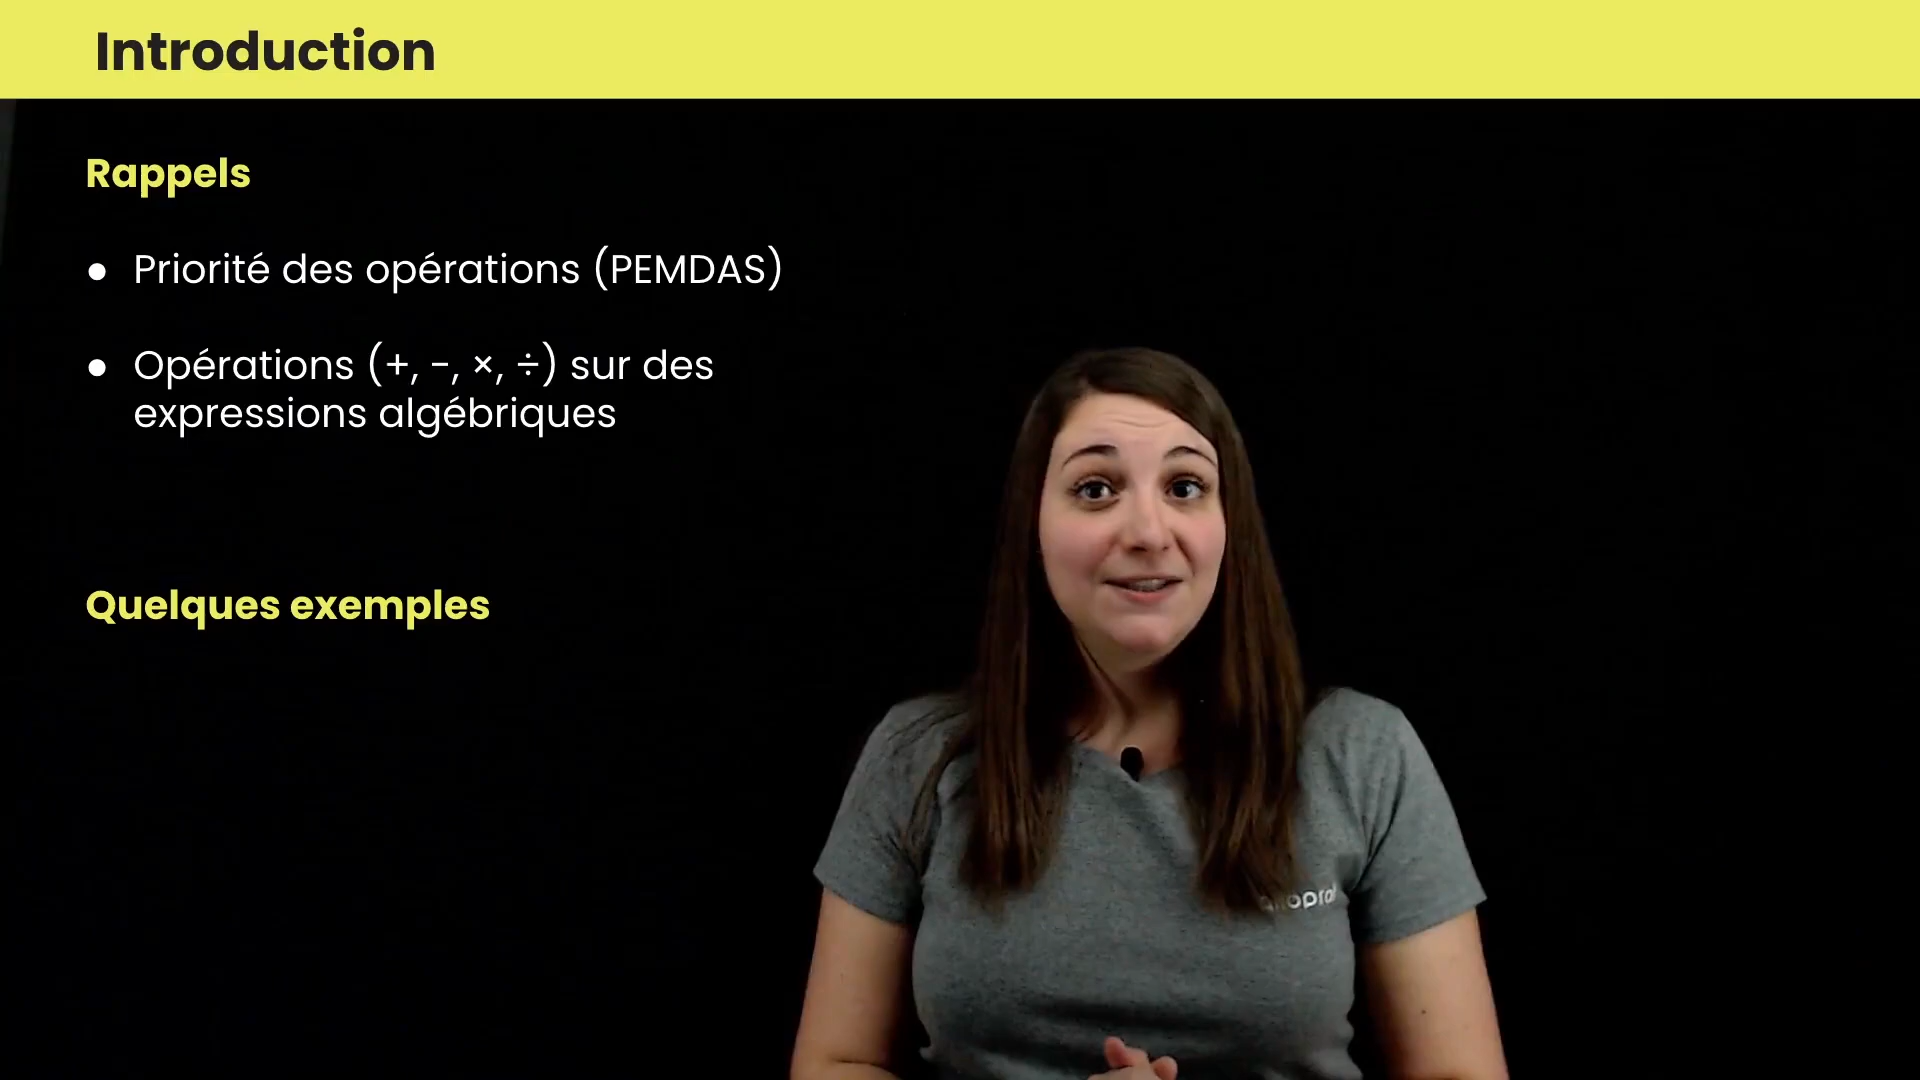 Introduction
Rappels
● Priorité des opérations (PEMDAS)
● Opérations (+, -, ×, ÷) sur des
expressions algébriques
Quelques exemples